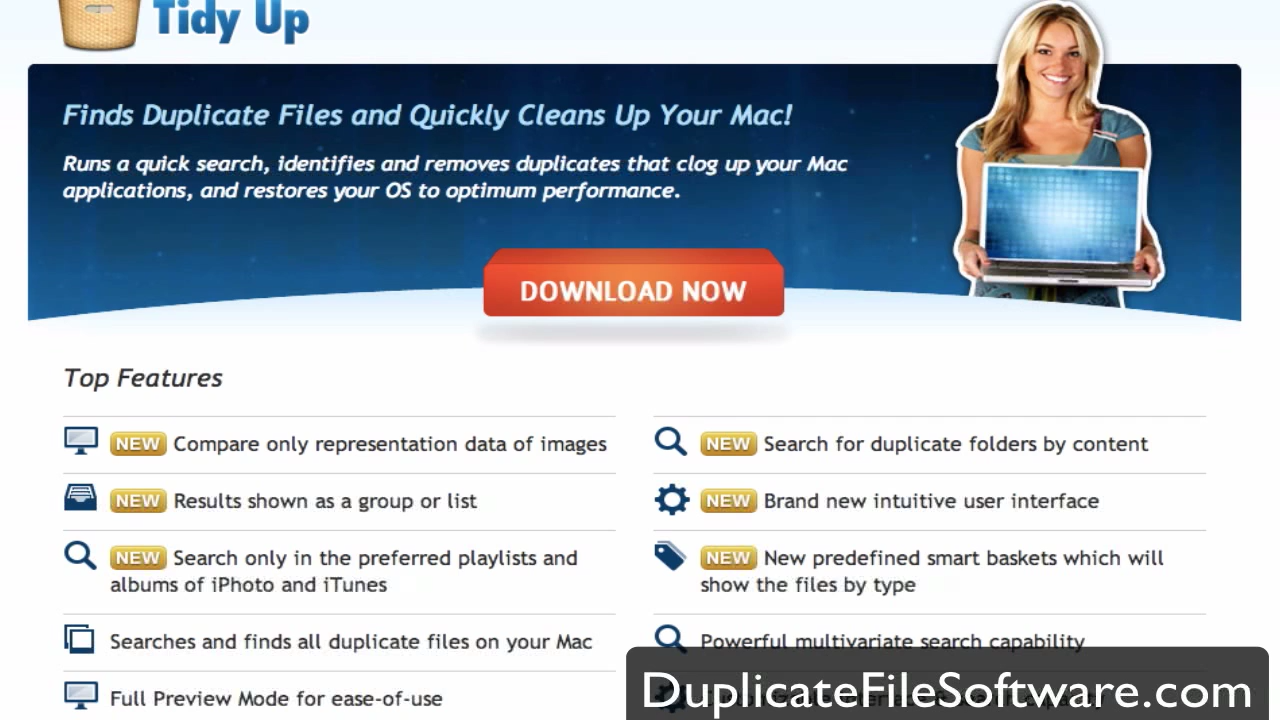 Tidy Up
Finds Duplicate Files and Quickly Cleans Up Your Mac!
Runs a quick search, identifies and removes duplicates that clog up your Mac
applications, and restores your OS to optimum performance.
DOWNLOAD NOW
Top Features
NEW Compare only representation data of images
NEW Results shown as a group or list
NEW Search only in the preferred playlists and
albums of iPhoto and iTunes
Searches and finds all duplicate files on your Mac
Full Preview Mode for ease-of-use
NEW Search for duplicate folders by content
NEW Brand new intuitive user interface
NEW New predefined smart baskets which will
show the files by type
Powerful multivariate search capability
DuplicateFileSoftware.com